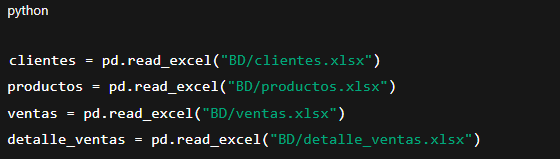 python
clientes = pd.read_excel("BD/clientes.xlsx")
productos = pd.read_excel("BD/productos.xlsx")
ventas = pd.read_excel("BD/ventas.xlsx")
detalle_ventas = pd.read_excel("BD/detalle_ventas.xlsx")